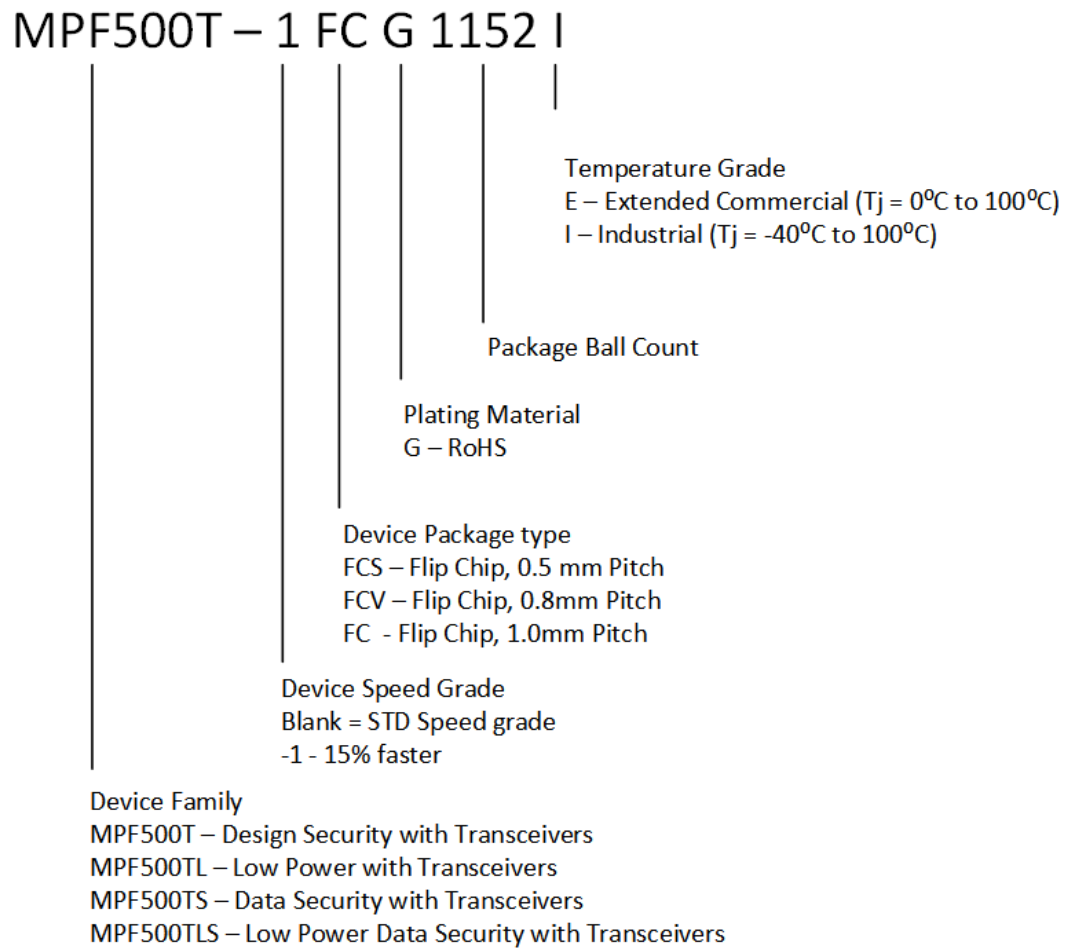 MPF500T – 1 FC G 1152 I
Temperature Grade
E – Extended Commercial (Tj = 0⁰C to 100⁰C)
I – Industrial (Tj = -40⁰C to 100⁰C)
Package Ball Count
Plating Material
G – RoHS
Device Package type
FCS – Flip Chip, 0.5 mm Pitch
FCV – Flip Chip, 0.8mm Pitch
FC - Flip Chip, 1.0mm Pitch
Device Speed Grade
Blank = STD Speed grade
-1 - 15% faster
Device Family
MPF500T – Design Security with Transceivers
MPF500TL – Low Power with Transceivers
MPF500TS – Data Security with Transceivers
MPF500TLS – Low Power Data Security with Transceivers